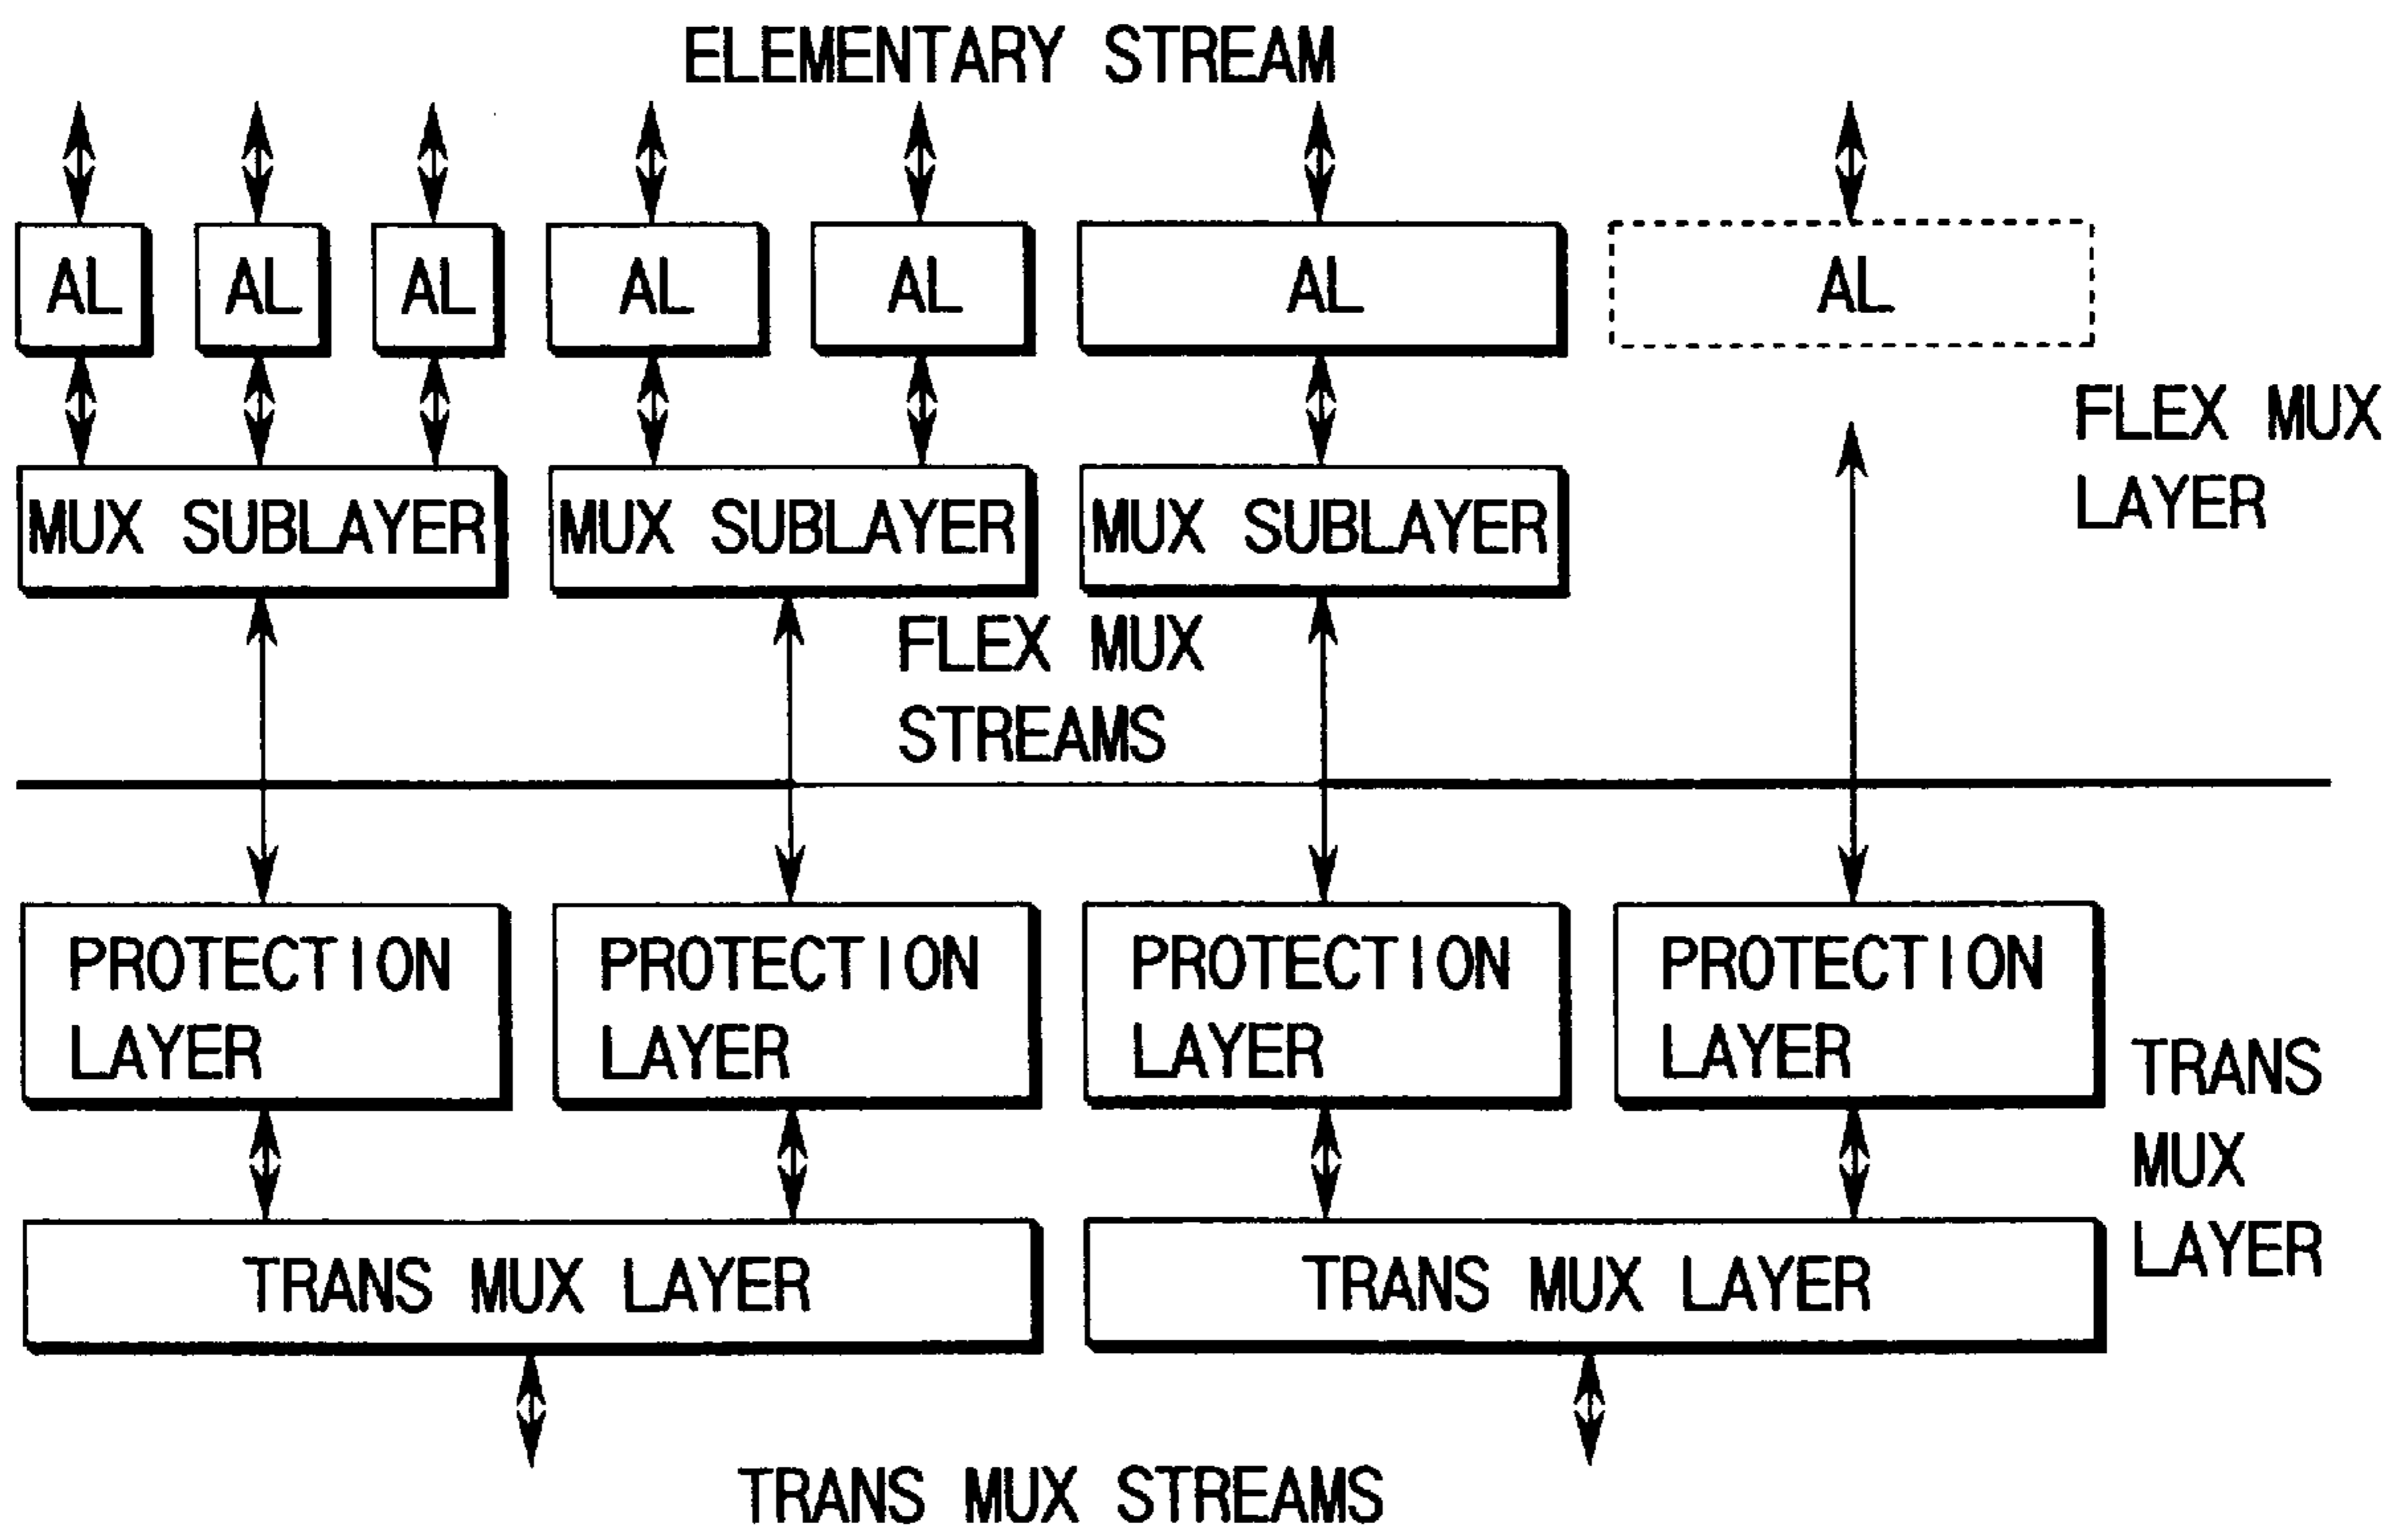 ELEMENTARY STREAM
AL
AL
AL
AL
AL
AL
AL
FLEX MUX
LAYER
MUX SUBLAYER
MUX SUBLAYER
MUX SUBLAYER
FLEX MUX
STREAMS
PROTECTION
LAYER
PROTECTION
LAYER
PROTECTION
LAYER
PROTECTION
LAYER
TRANS
MUX
LAYER
TRANS MUX LAYER
TRANS MUX LAYER
TRANS MUX STREAMS